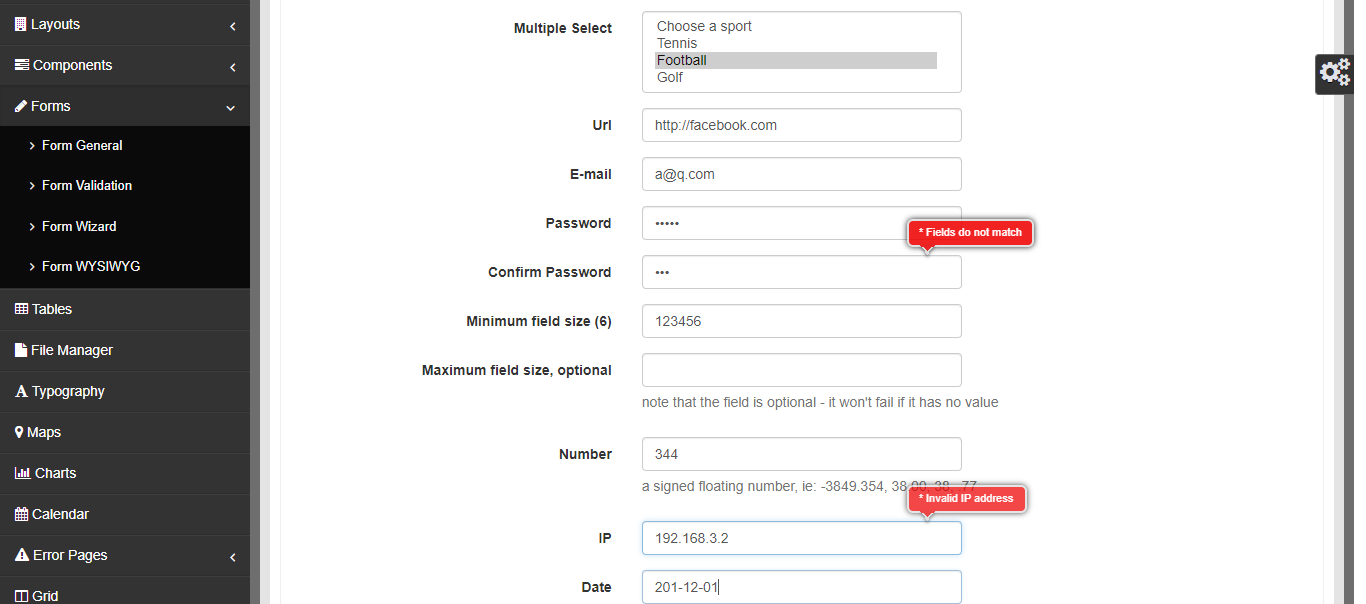 Layouts
Components
Forms
Form General
Form Validation
Form Wizard
Form WYSIWYG
Tables
File Manager
Typography
Maps
Charts
Calendar
Error Pages
Grid
Multiple Select
Choose a sport
Tennis
Football
Golf
Url
http://facebook.com
E-mail
a@q.com
Password
•••••
* Fields do not match
Confirm Password
•••
Minimum field size (6)
123456
Maximum field size, optional
note that the field is optional - it won't fail if it has no value
Number
344
a signed floating number, ie: -3849.354, 38.00, 38, .77
* Invalid IP address
IP
192.168.3.2
Date
201-12-01